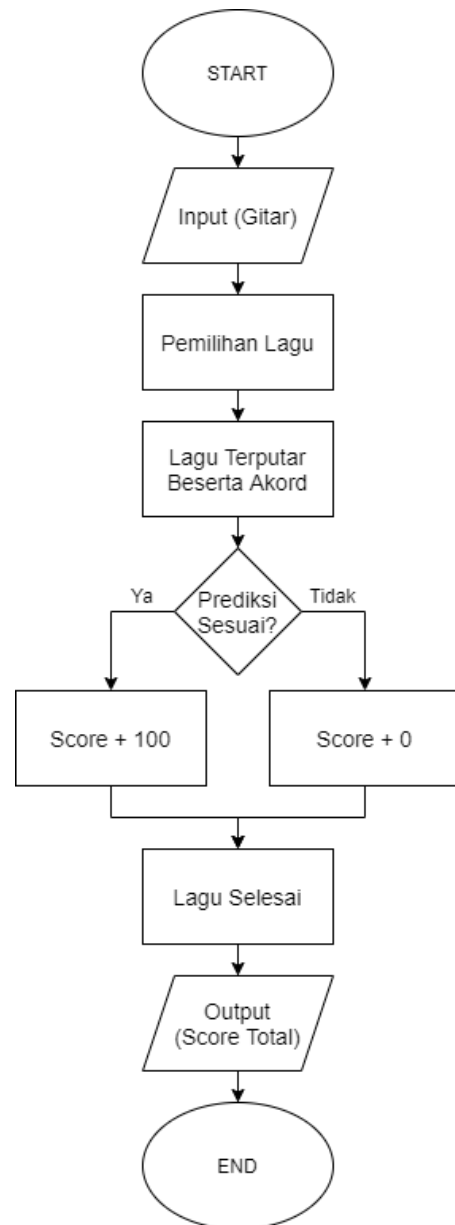 START
Input (Gitar)
Pemilihan Lagu
Lagu Terputar
Beserta Akord
Prediksi
Sesuai?
Ya
Tidak
Score + 100
Score + 0
Lagu Selesai
Output
(Score Total)
END